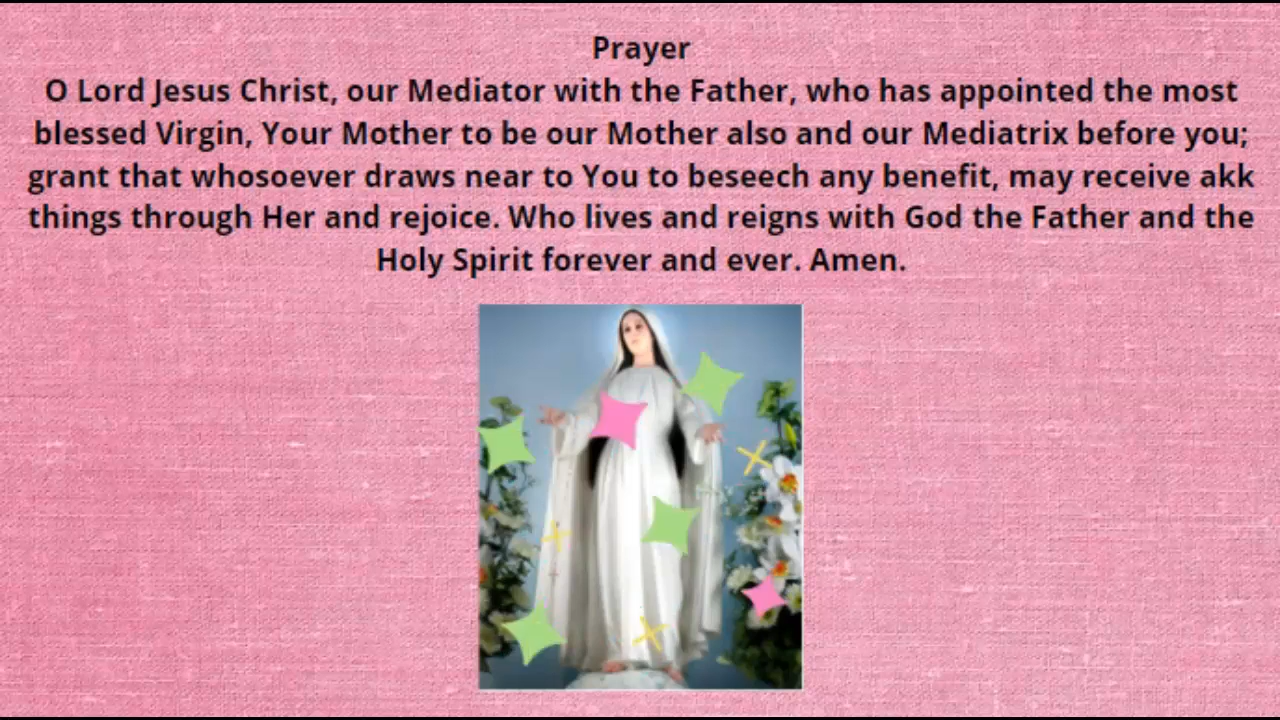 Prayer
O Lord Jesus Christ, our Mediator with the Father, who has appointed the most
blessed Virgin, Your Mother to be our Mother also and our Mediatrix before you;
grant that whosoever draws near to You to beseech any benefit, may receive akk
things through Her and rejoice. Who lives and reigns with God the Father and the
Holy Spirit forever and ever. Amen.